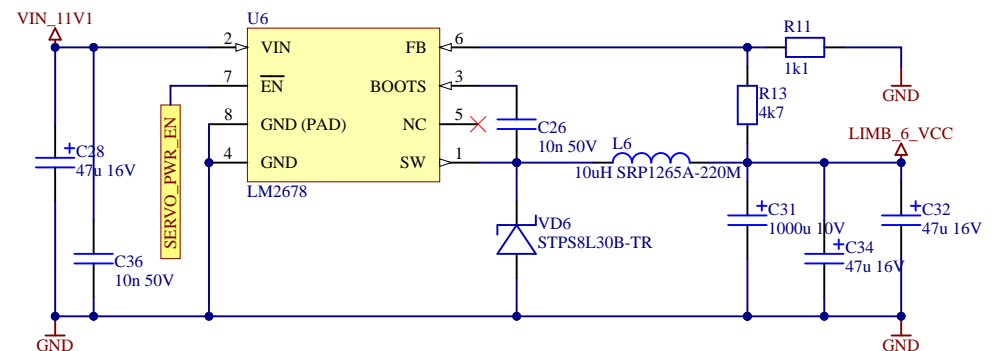 VIN_11V1
U6
R11
2
VIN
FB
6
1k1
7
EN
BOOTS
3
R13
4k7
GND
8
GND (PAD)
NC
5
C26
10n 50V
LIMB_6_VCC
C28
47u 16V
SERVO_PWR_EN
4
GND
SW
1
L6
10uH SRP1265A-220M
LM2678
C31
1000u 10V
C32
47u 16V
VD6
STPS8L30B-TR
C34
47u 16V
C36
10n 50V
GND
GND